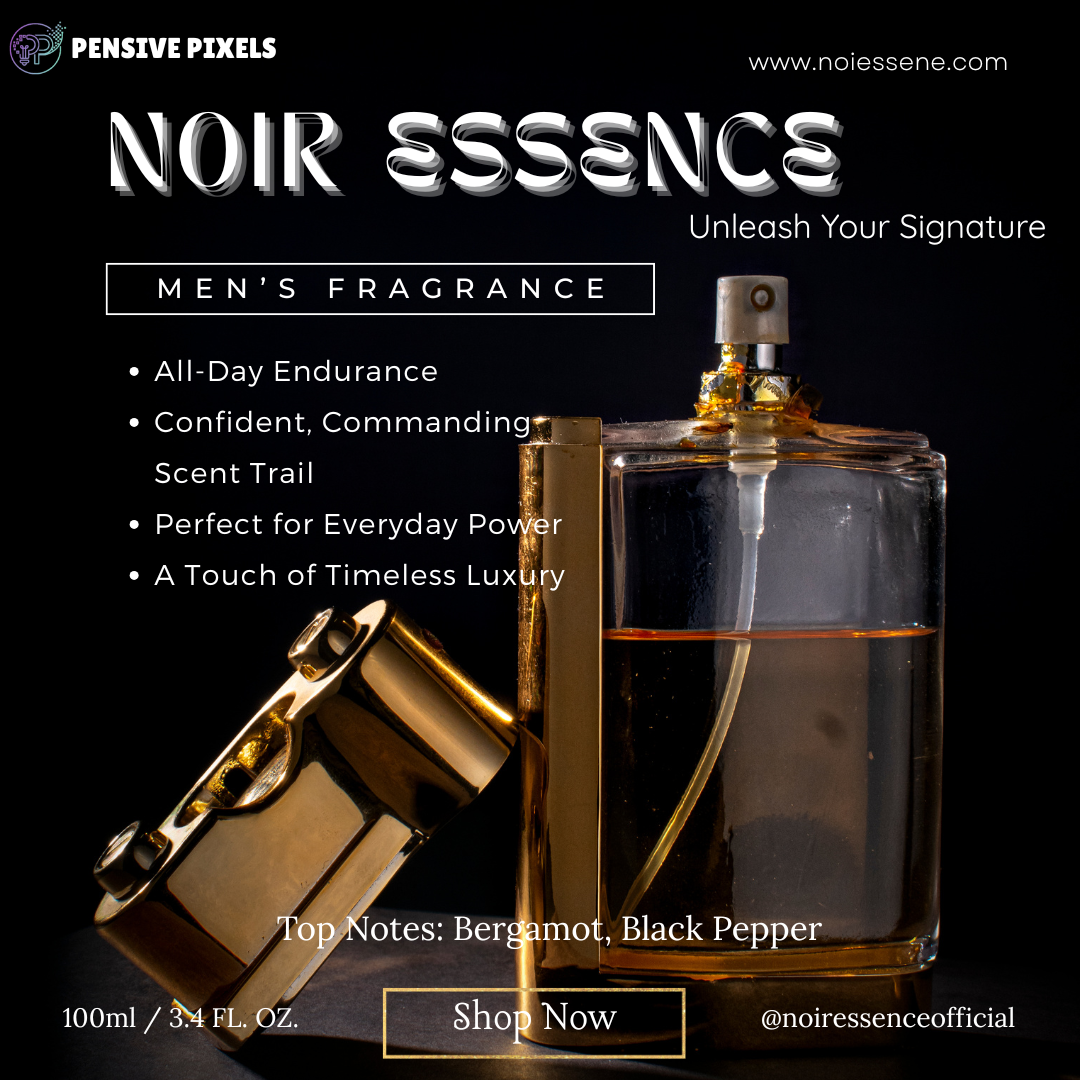 PENSIVE PIXELS
www.noiessene.com
NOIR ESSENCE
Unleash Your Signature
MEN’S FRAGRANCE
• All-Day Endurance
• Confident, Commanding
Scent Trail
• Perfect for Everyday Power
• A Touch of Timeless Luxury
Top Notes: Bergamot, Black Pepper
100ml / 3.4 FL. OZ.
Shop Now
@noiressenceofficial